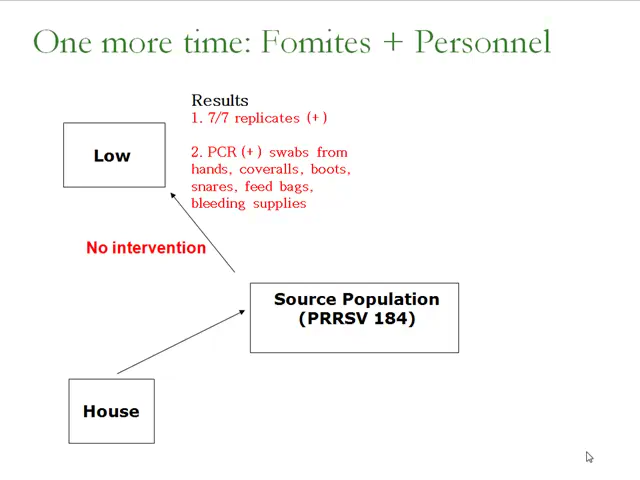 One more time: Fomites + Personnel
Results
1. 7/7 replicates (+)
2. PCR (+) swabs from
hands, coveralls, boots,
snares, feed bags,
bleeding supplies
Low
No intervention
Source Population
(PRRSV 184)
House